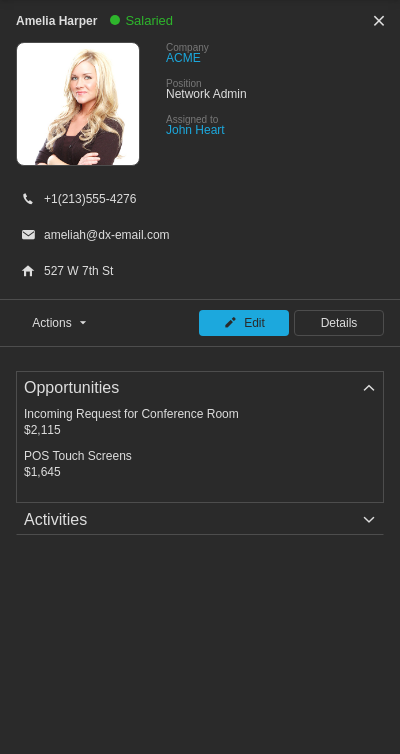 Amelia Harper
Salaried
Company
ACME
Position
Network Admin
Assigned to
John Heart
+1(213)555-4276
ameliah@dx-email.com
527 W 7th St
Actions
Edit
Details
Opportunities
Incoming Request for Conference Room
$2,115
POS Touch Screens
$1,645
Activities